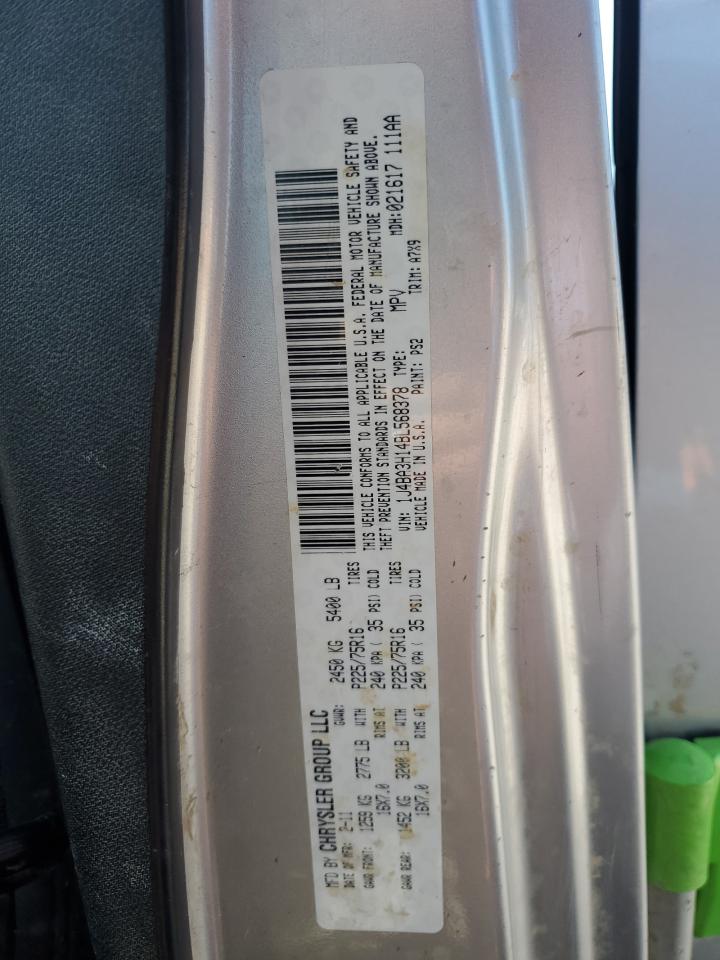 MFD BY CHRYSLER GROUP LLC
DATE OF MFR: 2-11 GVWR: 2450 KG 5400 LB
GAWR FRONT: 1259 KG 2775 LB WITH P225/75R16 TIRES
16X7.0 RIMS AT 240 KPA ( 35 PSI) COLD
GAWR REAR: 1452 KG 3200 LB WITH P225/75R16 TIRES
16X7.0 RIMS AT 240 KPA ( 35 PSI) COLD
THIS VEHICLE CONFORMS TO ALL APPLICABLE U.S.A. FEDERAL MOTOR VEHICLE SAFETY AND
THEFT PREVENTION STANDARDS IN EFFECT ON THE DATE OF MANUFACTURE SHOWN ABOVE.
VIN: 1J4BA3H14BL568378 TYPE: MPV MDH:021617 111AA
VEHICLE MADE IN U.S.A. PAINT: PS2 TRIM: A7X9